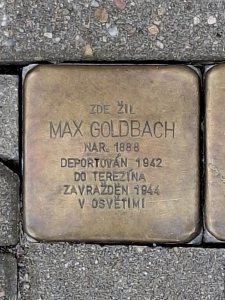 ZDE ŽIL
MAX GOLDBACH
NAR. 1888
DEPORTOVÁN 1942
DO TEREZÍNA
ZAVRAŽDĚN 1944
V OSVĚTIMI